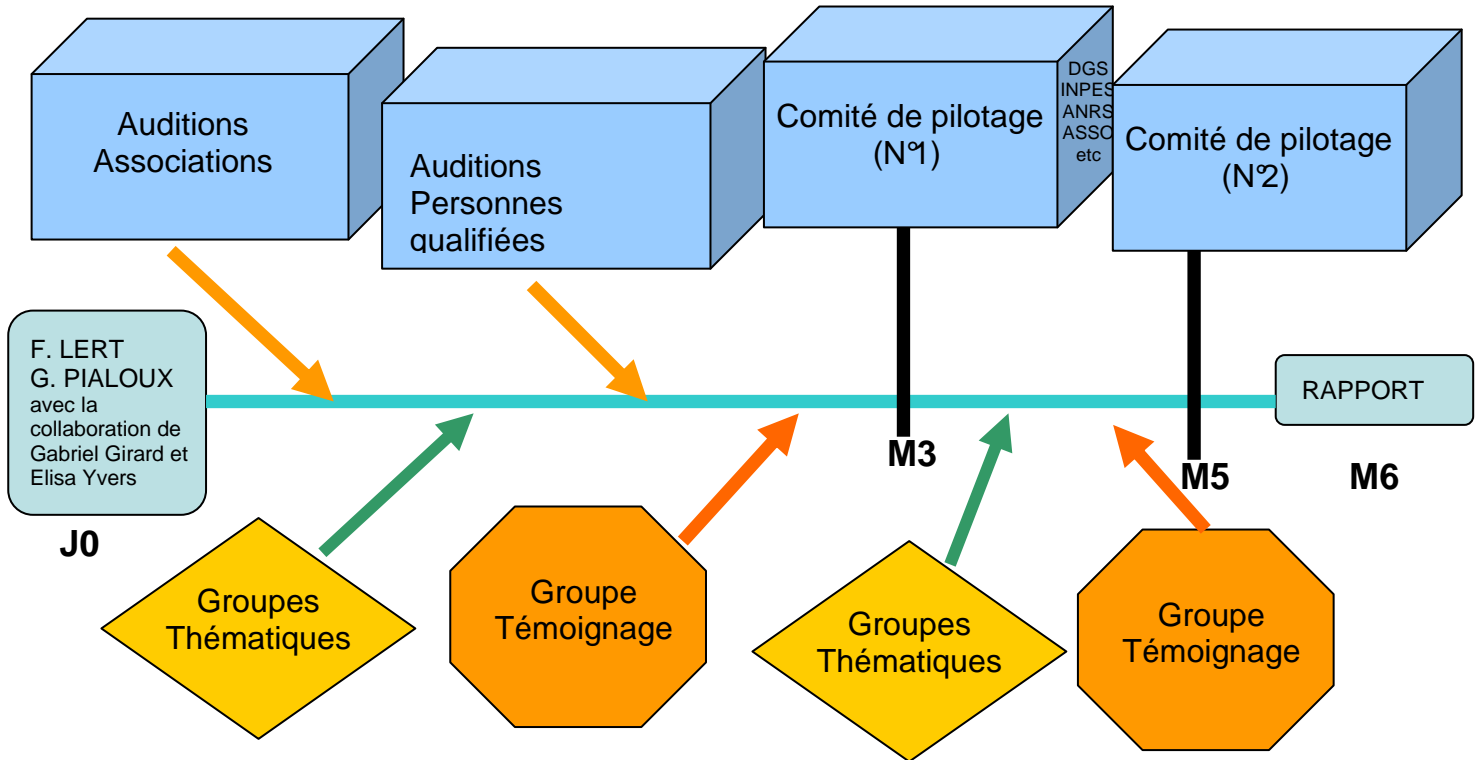 Auditions
Associations
Auditions
Personnes
qualifiées
Comité de pilotage
(N°1)
DGS
INPES
ANRS
ASSO
etc
Comité de pilotage
(N°2)
F. LERT
G. PIALOUX
avec la
collaboration de
Gabriel Girard et
Elisa Yvers
J0
M3
M5
RAPPORT
M6
Groupes
Thématiques
Groupe
Témoignage
Groupes
Thématiques
Groupe
Témoignage